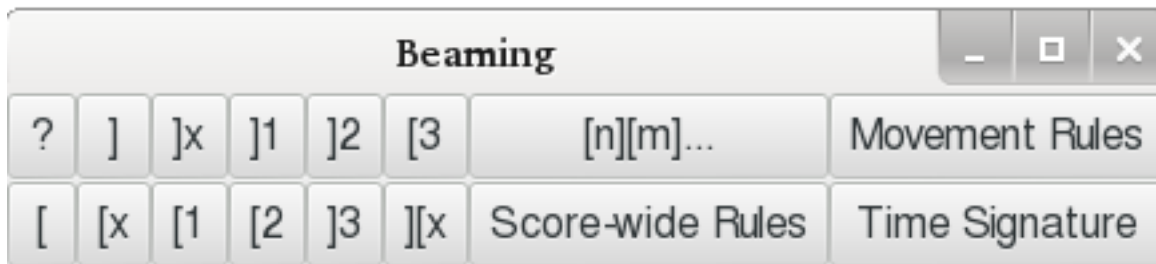 Beaming
? ] ]x ]1 ]2 [3 [n][m]... Movement Rules
[ [x [1 [2 ]3 ][x Score-wide Rules Time Signature